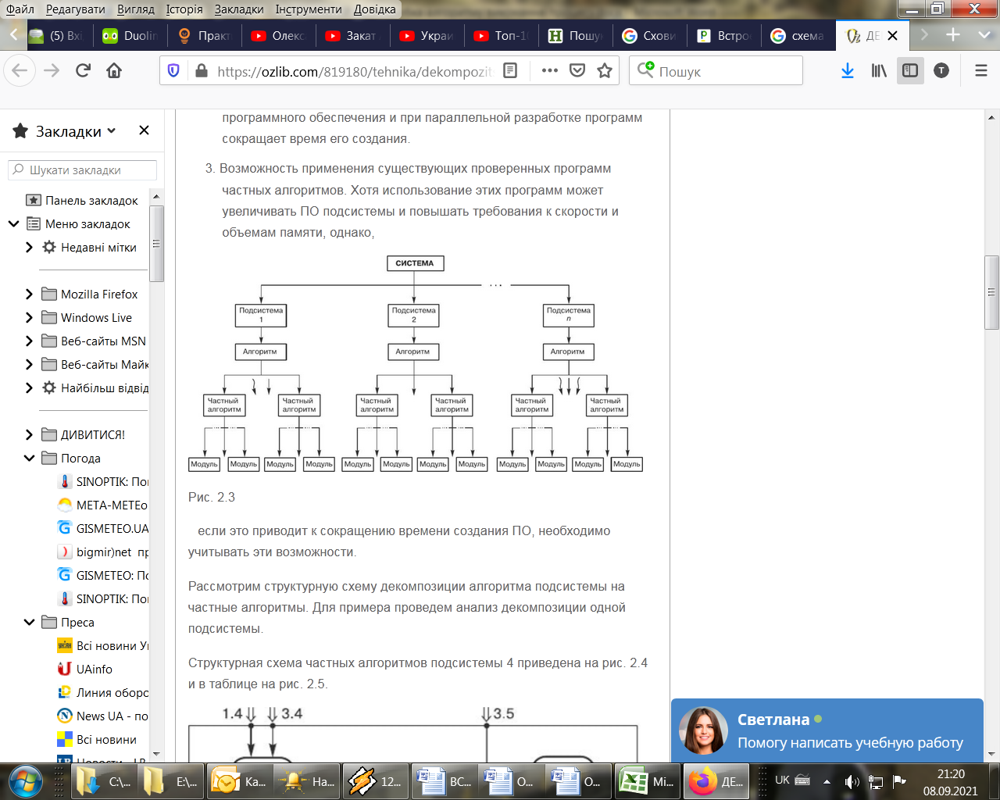 Файл Редагувати Вигляд Історія Закладки Інструменти Довідка
(5) Вхі Duolin Практ Олекс Закат Украи Топ-10 Пошук Схови Встрое схема ДЕ
https://ozlib.com/819180/tehnika/dekompozit Пошук
Закладки
Шукати закладки
Панель закладок
Меню закладок
Недавні мітки
Mozilla Firefox
Windows Live
Веб-сайты MSN
Веб-сайты Майк
Найбільш відвід
ДИВИТИСЯ!
Погода
SINOPTIK: Пог
МЕТА-МЕТЕо
GISMETEO.UA
bigmir)net п
GISMETEO: По
SINOPTIK: Пог
Преса
Всі новини Ук
UAinfo
Линия оборо
News UA - по
Всі новини
программного обеспечения и при параллельной разработке программ
сокращает время его создания.
3. Возможность применения существующих проверенных программ
частных алгоритмов. Хотя использование этих программ может
увеличивать ПО подсистемы и повышать требования к скорости и
объемам памяти, однако,
СИСТЕМА
...
Подсистема 1 Подсистема 2 Подсистема n
Алгоритм Алгоритм Алгоритм
Частный алгоритм Частный алгоритм Частный алгоритм Частный алгоритм Частный алгоритм Частный алгоритм
Модуль Модуль Модуль Модуль Модуль Модуль Модуль Модуль Модуль Модуль Модуль Модуль
Рис. 2.3
если это приводит к сокращению времени создания ПО, необходимо
учитывать эти возможности.
Рассмотрим структурную схему декомпозиции алгоритма подсистемы на
частные алгоритмы. Для примера проведем анализ декомпозиции одной
подсистемы.
Структурная схема частных алгоритмов подсистемы 4 приведена на рис. 2.4
и в таблице на рис. 2.5.
1.4 3.4 3.5
Светлана
Помогу написать учебную работу
C:\... E:\... Ка... На... 12... ВС... О... О... Mi... ДЕ... UK 21:20
08.09.2021